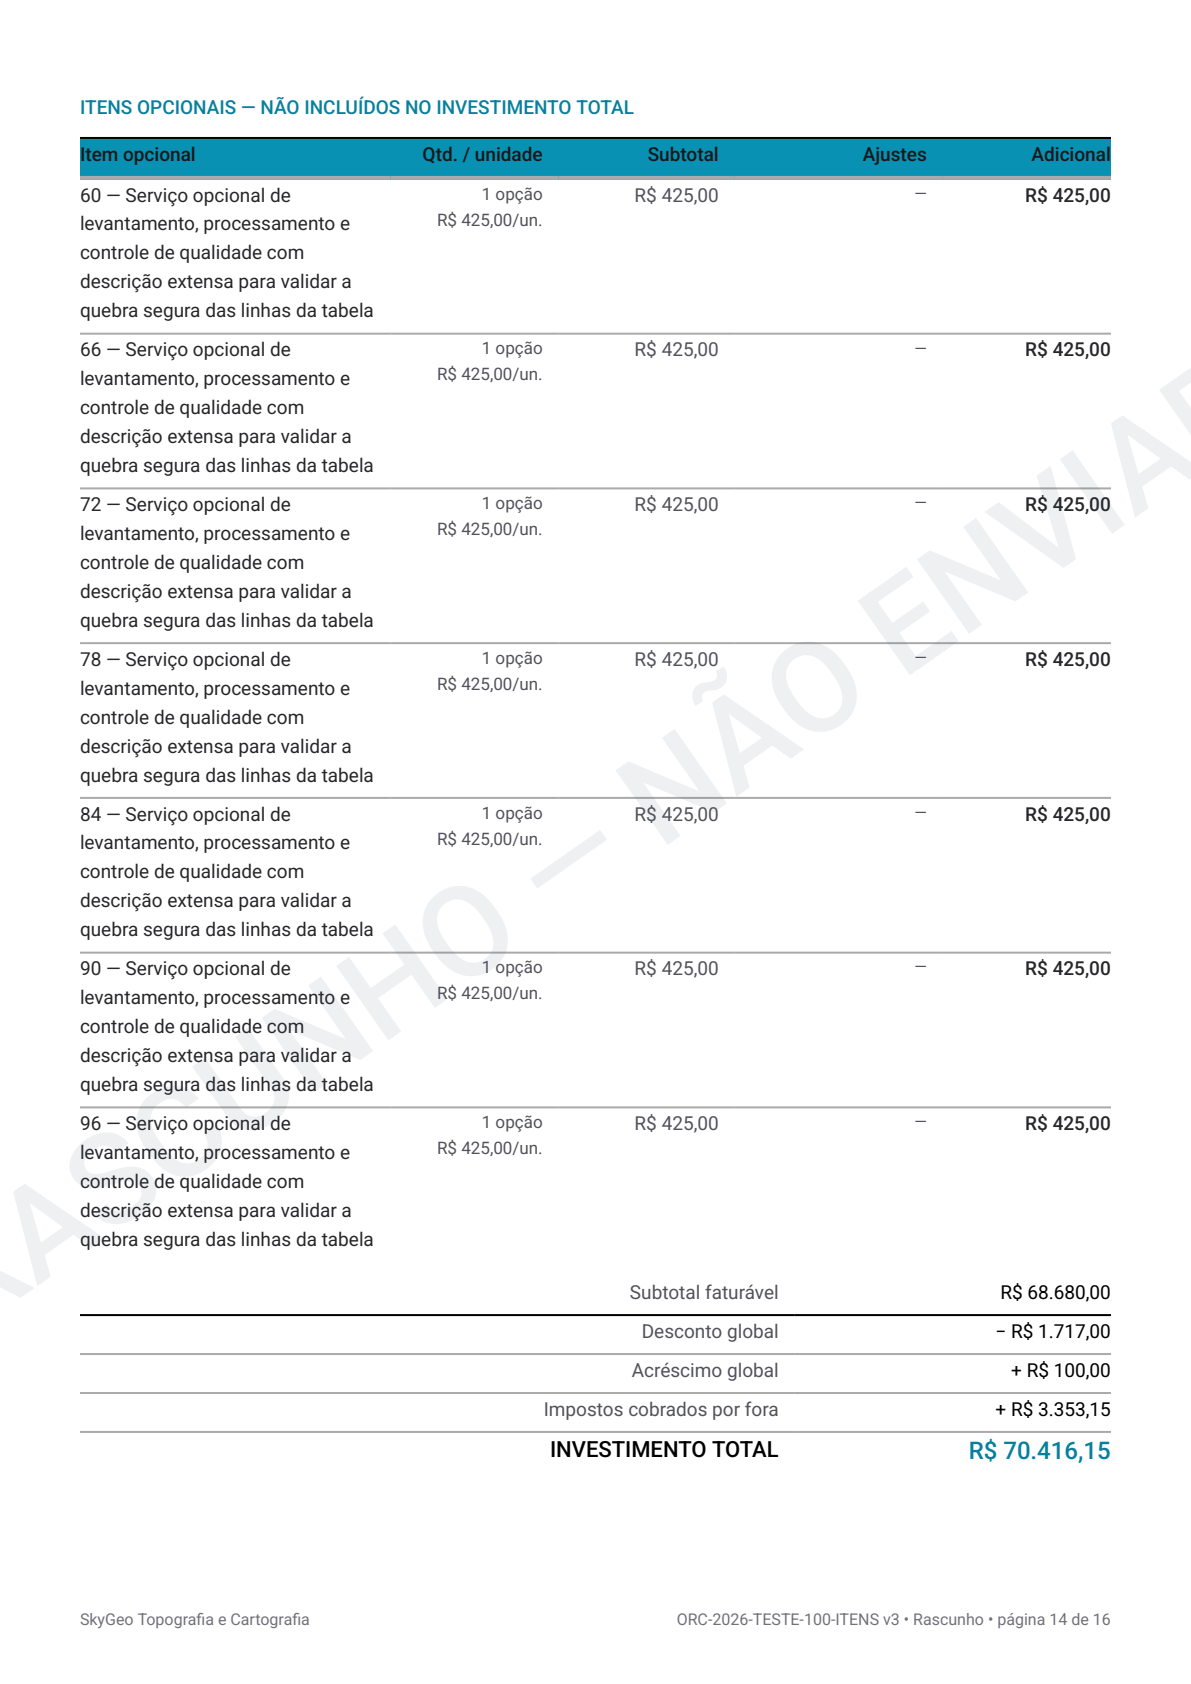 ITENS OPCIONAIS — NÃO INCLUÍDOS NO INVESTIMENTO TOTAL
Item opcional Qtd. / unidade Subtotal Ajustes Adicional
60 — Serviço opcional de 1 opção R$ 425,00 — R$ 425,00
levantamento, processamento e R$ 425,00/un.
controle de qualidade com
descrição extensa para validar a
quebra segura das linhas da tabela
66 — Serviço opcional de 1 opção R$ 425,00 — R$ 425,00
levantamento, processamento e R$ 425,00/un.
controle de qualidade com
descrição extensa para validar a
quebra segura das linhas da tabela
72 — Serviço opcional de 1 opção R$ 425,00 — R$ 425,00
levantamento, processamento e R$ 425,00/un.
controle de qualidade com
descrição extensa para validar a
quebra segura das linhas da tabela
78 — Serviço opcional de 1 opção R$ 425,00 — R$ 425,00
levantamento, processamento e R$ 425,00/un.
controle de qualidade com
descrição extensa para validar a
quebra segura das linhas da tabela
84 — Serviço opcional de 1 opção R$ 425,00 — R$ 425,00
levantamento, processamento e R$ 425,00/un.
controle de qualidade com
descrição extensa para validar a
quebra segura das linhas da tabela
90 — Serviço opcional de 1 opção R$ 425,00 — R$ 425,00
levantamento, processamento e R$ 425,00/un.
controle de qualidade com
descrição extensa para validar a
quebra segura das linhas da tabela
96 — Serviço opcional de 1 opção R$ 425,00 — R$ 425,00
levantamento, processamento e R$ 425,00/un.
controle de qualidade com
descrição extensa para validar a
quebra segura das linhas da tabela
Subtotal faturável R$ 68.680,00
Desconto global − R$ 1.717,00
Acréscimo global + R$ 100,00
Impostos cobrados por fora + R$ 3.353,15
INVESTIMENTO TOTAL R$ 70.416,15
RASCUNHO — NÃO ENVIAR
SkyGeo Topografia e Cartografia ORC-2026-TESTE-100-ITENS v3 • Rascunho • página 14 de 16